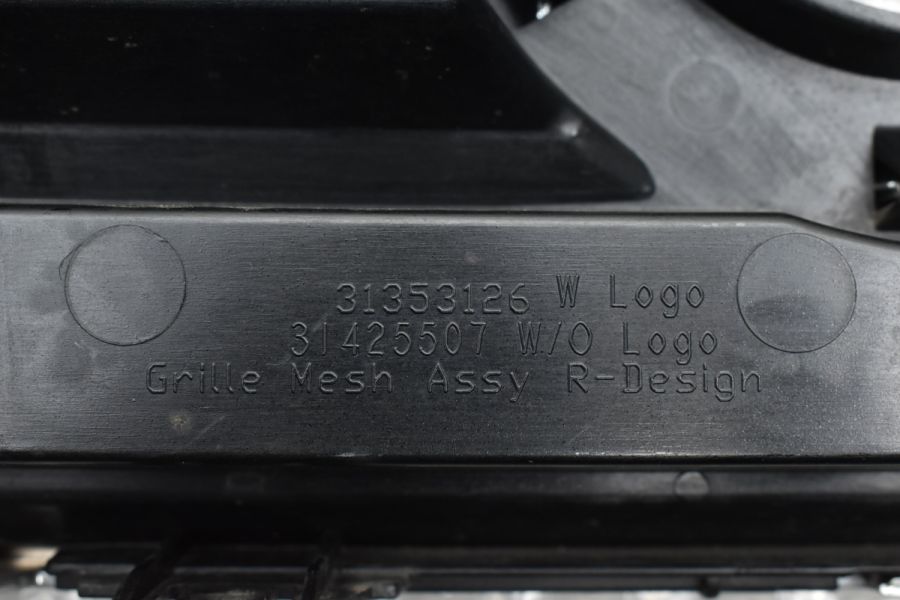 31353126 W Logo
31425507 W/O Logo
Grille Mesh Assy R-Design